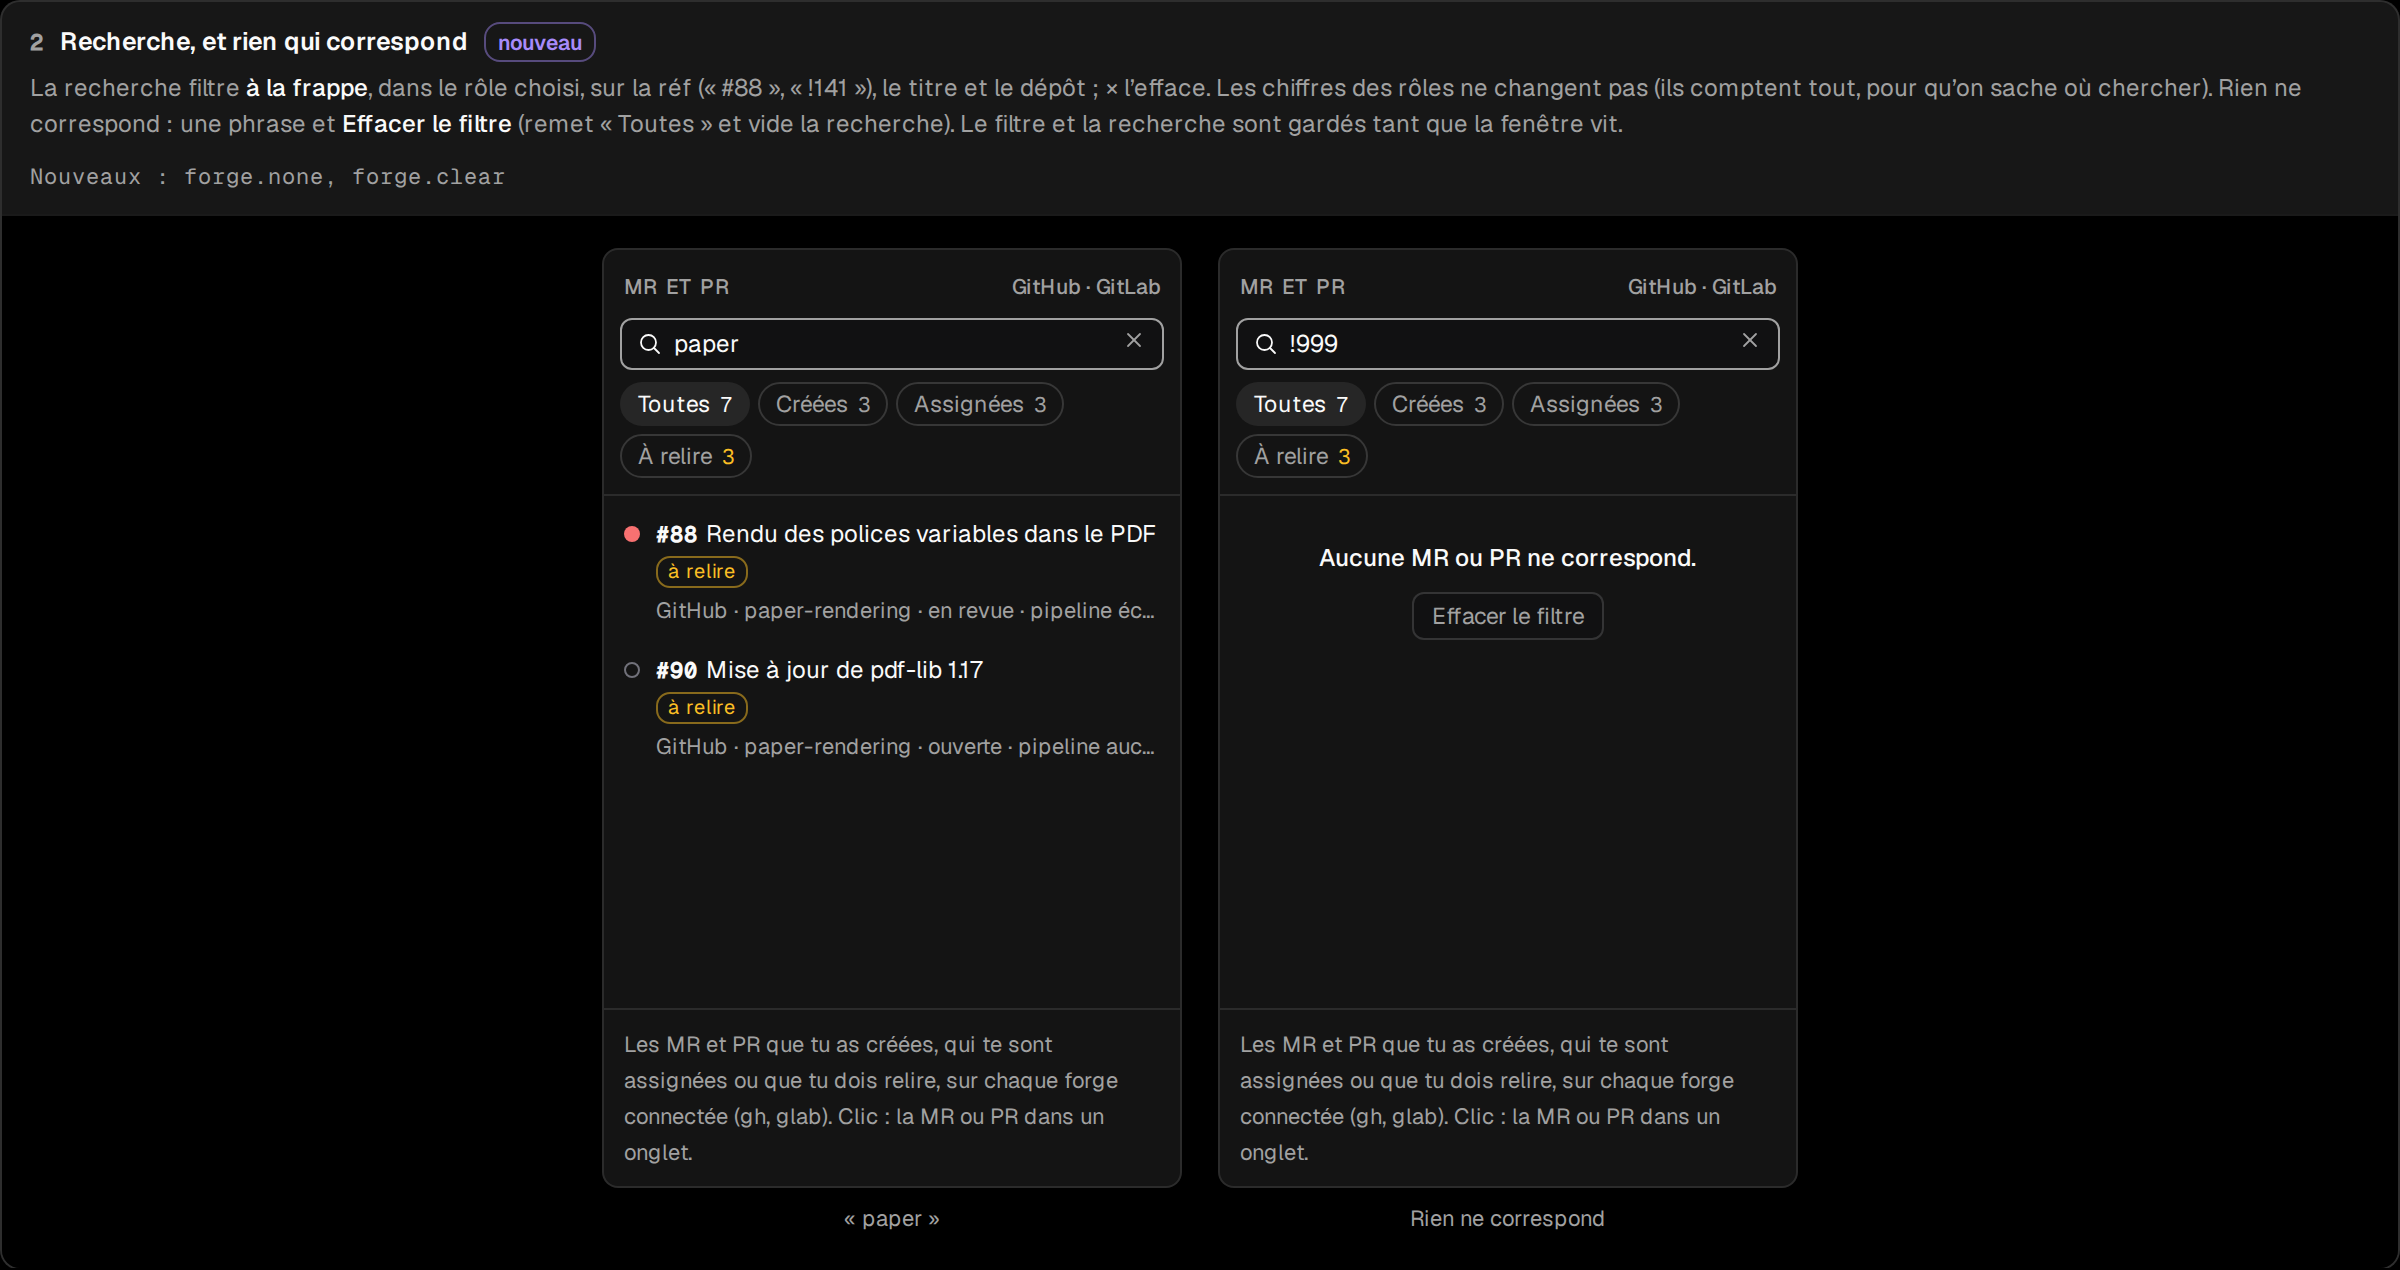 2 Recherche, et rien qui correspond nouveau
La recherche filtre à la frappe, dans le rôle choisi, sur la réf (« #88 », « !141 »), le titre et le dépôt ; × l’efface. Les chiffres des rôles ne changent pas (ils comptent tout, pour qu’on sache où chercher). Rien ne
correspond : une phrase et Effacer le filtre (remet « Toutes » et vide la recherche). Le filtre et la recherche sont gardés tant que la fenêtre vit.
Nouveaux : forge.none, forge.clear
MR ET PR GitHub · GitLab
paper
Toutes 7 Créées 3 Assignées 3
À relire 3
#88 Rendu des polices variables dans le PDF
à relire
GitHub · paper-rendering · en revue · pipeline éc…
#90 Mise à jour de pdf-lib 1.17
à relire
GitHub · paper-rendering · ouverte · pipeline auc…
Les MR et PR que tu as créées, qui te sont
assignées ou que tu dois relire, sur chaque forge
connectée (gh, glab). Clic : la MR ou PR dans un
onglet.
« paper »
MR ET PR GitHub · GitLab
!999
Toutes 7 Créées 3 Assignées 3
À relire 3
Aucune MR ou PR ne correspond.
Effacer le filtre
Les MR et PR que tu as créées, qui te sont
assignées ou que tu dois relire, sur chaque forge
connectée (gh, glab). Clic : la MR ou PR dans un
onglet.
Rien ne correspond